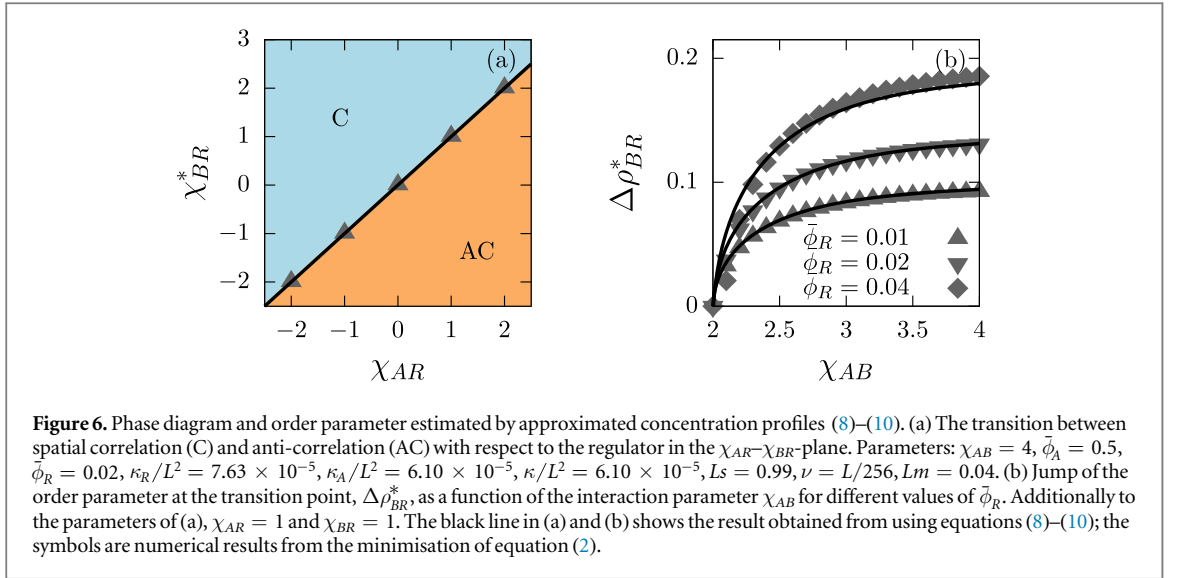 3
2
1
0
−1
−2
(a)
C
AC
χ*BR
−2 −1 0 1 2
χAR
0.2
0.1
0
(b)
Δρ*BR
ϕ̄R = 0.01
ϕ̄R = 0.02
ϕ̄R = 0.04
2 2.5 3 3.5 4
χAB
Figure 6. Phase diagram and order parameter estimated by approximated concentration profiles (8)–(10). (a) The transition between
spatial correlation (C) and anti-correlation (AC) with respect to the regulator in the χAR–χBR-plane. Parameters: χAB = 4, ϕ̄A = 0.5,
ϕ̄R = 0.02, κR/L² = 7.63 × 10⁻⁵, κA/L² = 6.10 × 10⁻⁵, κ/L² = 6.10 × 10⁻⁵, Ls = 0.99, ν = L/256, Lm = 0.04. (b) Jump of the
order parameter at the transition point, Δρ*BR, as a function of the interaction parameter χAB for different values of ϕ̄R. Additionally to
the parameters of (a), χAR = 1 and χBR = 1. The black line in (a) and (b) shows the result obtained from using equations (8)–(10); the
symbols are numerical results from the minimisation of equation (2).